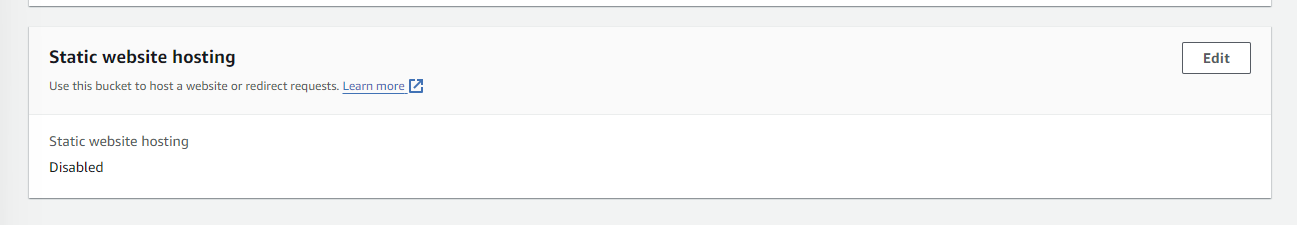 Static website hosting
Edit
Use this bucket to host a website or redirect requests. Learn more
Static website hosting
Disabled